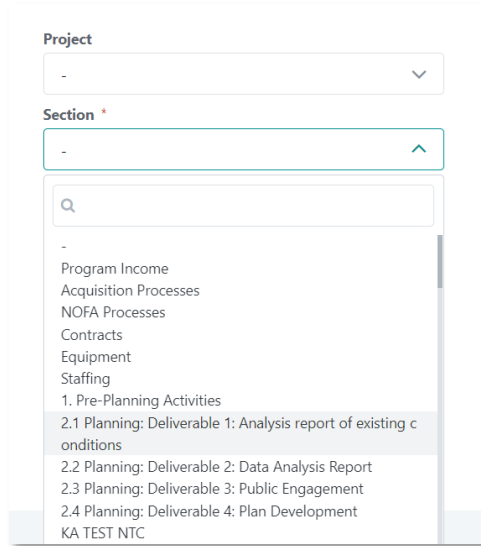 Project
-
Section *
-
-
Program Income
Acquisition Processes
NOFA Processes
Contracts
Equipment
Staffing
1. Pre-Planning Activities
2.1 Planning: Deliverable 1: Analysis report of existing c
onditions
2.2 Planning: Deliverable 2: Data Analysis Report
2.3 Planning: Deliverable 3: Public Engagement
2.4 Planning: Deliverable 4: Plan Development
KA TEST NTC